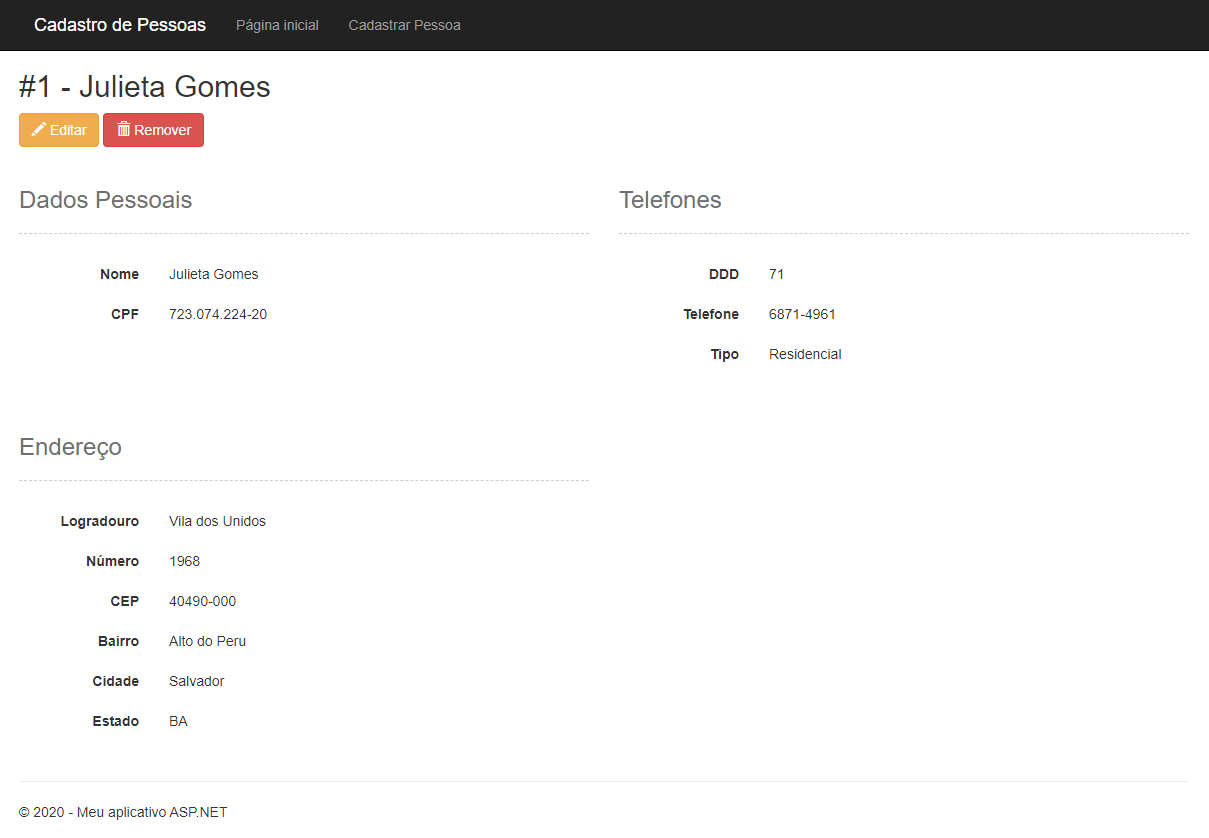 Cadastro de Pessoas Página inicial Cadastrar Pessoa
#1 - Julieta Gomes
Editar Remover
Dados Pessoais
Nome Julieta Gomes
CPF 723.074.224-20
Telefones
DDD 71
Telefone 6871-4961
Tipo Residencial
Endereço
Logradouro Vila dos Unidos
Número 1968
CEP 40490-000
Bairro Alto do Peru
Cidade Salvador
Estado BA
© 2020 - Meu aplicativo ASP.NET